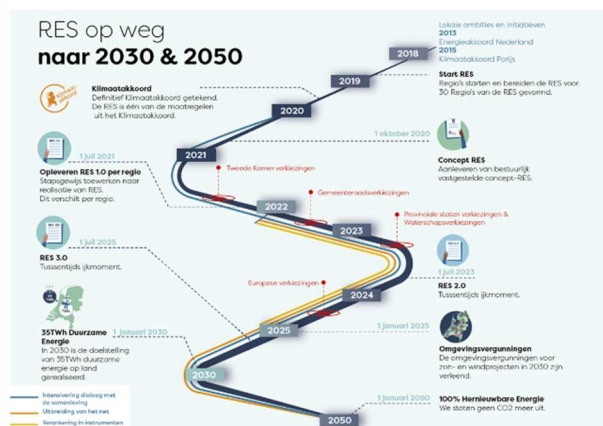 RES op weg
naar 2030 & 2050
Lokale ambities en initiatieven
2013
Energieakkoord Nederland
2015
Klimaatakkoord Parijs
2018
Start RES
Regio's starten en bereiden de RES voor.
30 Regio's van de RES gevormd.
2019
Klimaatakkoord
Definitief Klimaatakkoord getekend.
De RES is één van de maatregelen
uit het Klimaatakkoord.
2020
1 oktober 2020
Concept RES
Aanleveren van bestuurlijk
vastgestelde concept-RES.
2021
1 juli 2021
Opleveren RES 1.0 per regio
Stapsgewijs toewerken naar
realisatie van RES.
Dit verschilt per regio.
Tweede Kamer verkiezingen
Gemeenteraadsverkiezingen
2022
Provinciale staten verkiezingen &
Waterschapsverkiezingen
2023
1 juli 2023
RES 2.0
Tusssentids ijkmoment.
1 juli 2025
RES 3.0
Tusssentids ijkmoment.
Europese verkiezingen
2024
2025
1 januari 2025
Omgevingsvergunningen
De omgevingsvergunningen voor
zon- en windprojecten in 2030 zijn
verleend.
35TWh Duurzame
Energie
1 januari 2030
In 2030 is de doelstelling
van 35TWh duurzame
energie op land
gerealiseerd.
2030
1 januari 2050
100% Hernieuwbare Energie
We stoten geen CO2 meer uit.
2050
Intensivering dialoog met
de samenleving
Uitbreiding van het net
Verankering in instrumenten